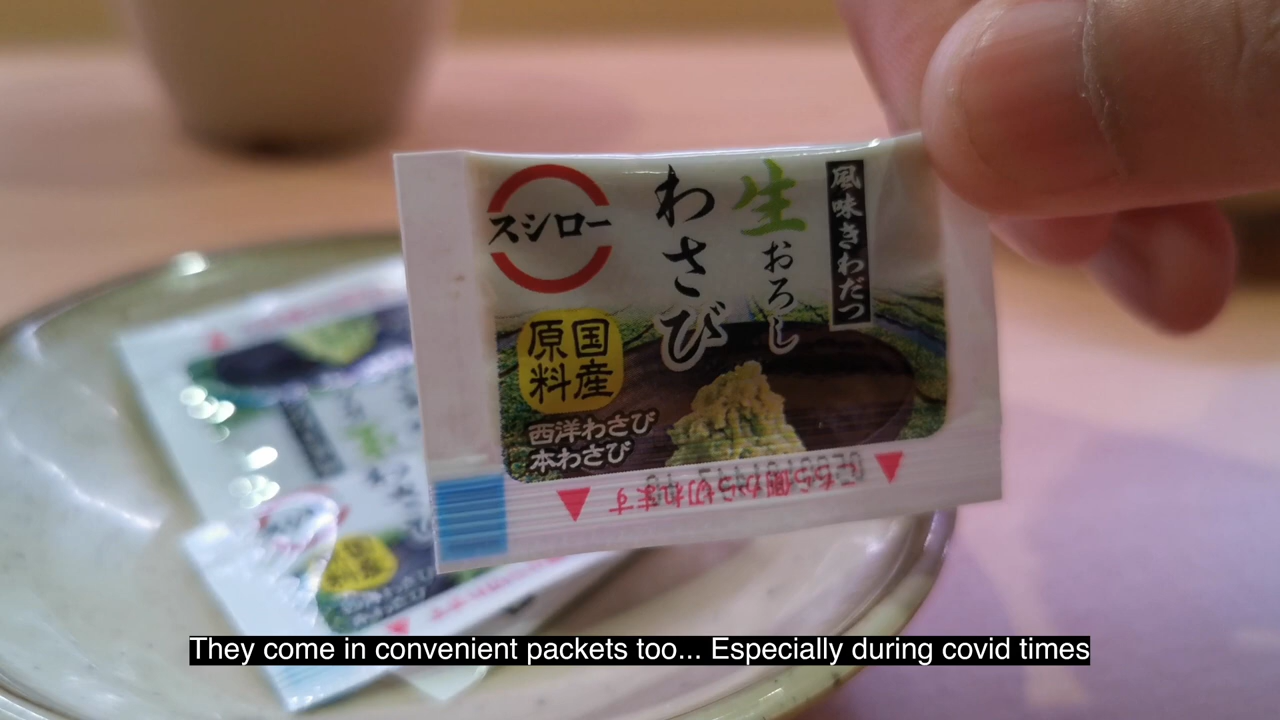 スシロー
風味きわだつ
生おろし
わさび
国産
原料
西洋わさび
本わさび
こちら側から切れます
They come in convenient packets too... Especially during covid times